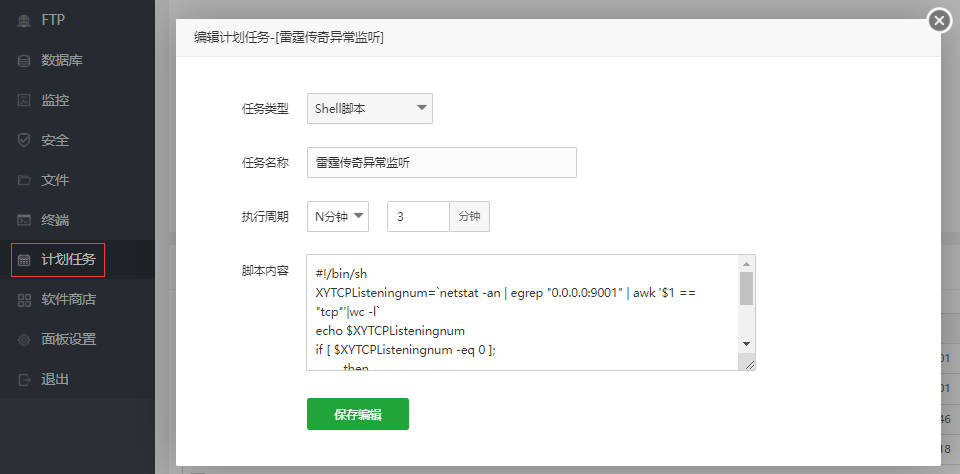 FTP
数据库
监控
安全
文件
终端
计划任务
软件商店
面板设置
退出
编辑计划任务-[雷霆传奇异常监听]
任务类型
Shell脚本
任务名称
雷霆传奇异常监听
执行周期
N分钟
3
分钟
脚本内容
#!/bin/sh
XYTCPListeningnum=`netstat -an | egrep "0.0.0.0:9001" | awk '$1 ==
"tcp"'|wc -l`
echo $XYTCPListeningnum
if [ $XYTCPListeningnum -eq 0 ];
then
保存编辑
01
01
46
18